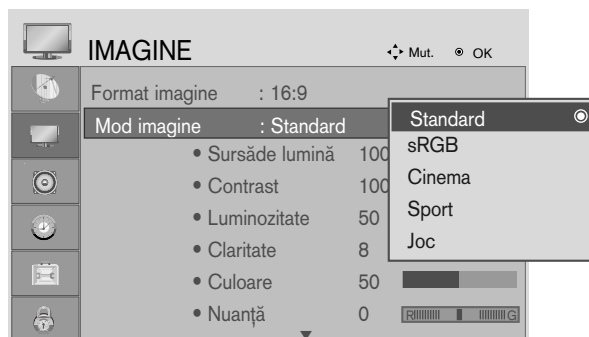 IMAGINE Mut. OK
Format imagine : 16:9
Mod imagine : Standard
• Sursăde lumină 100
• Contrast 100
• Luminozitate 50
• Claritate 8
• Culoare 50
• Nuanță 0 R G
Standard
sRGB
Cinema
Sport
Joc